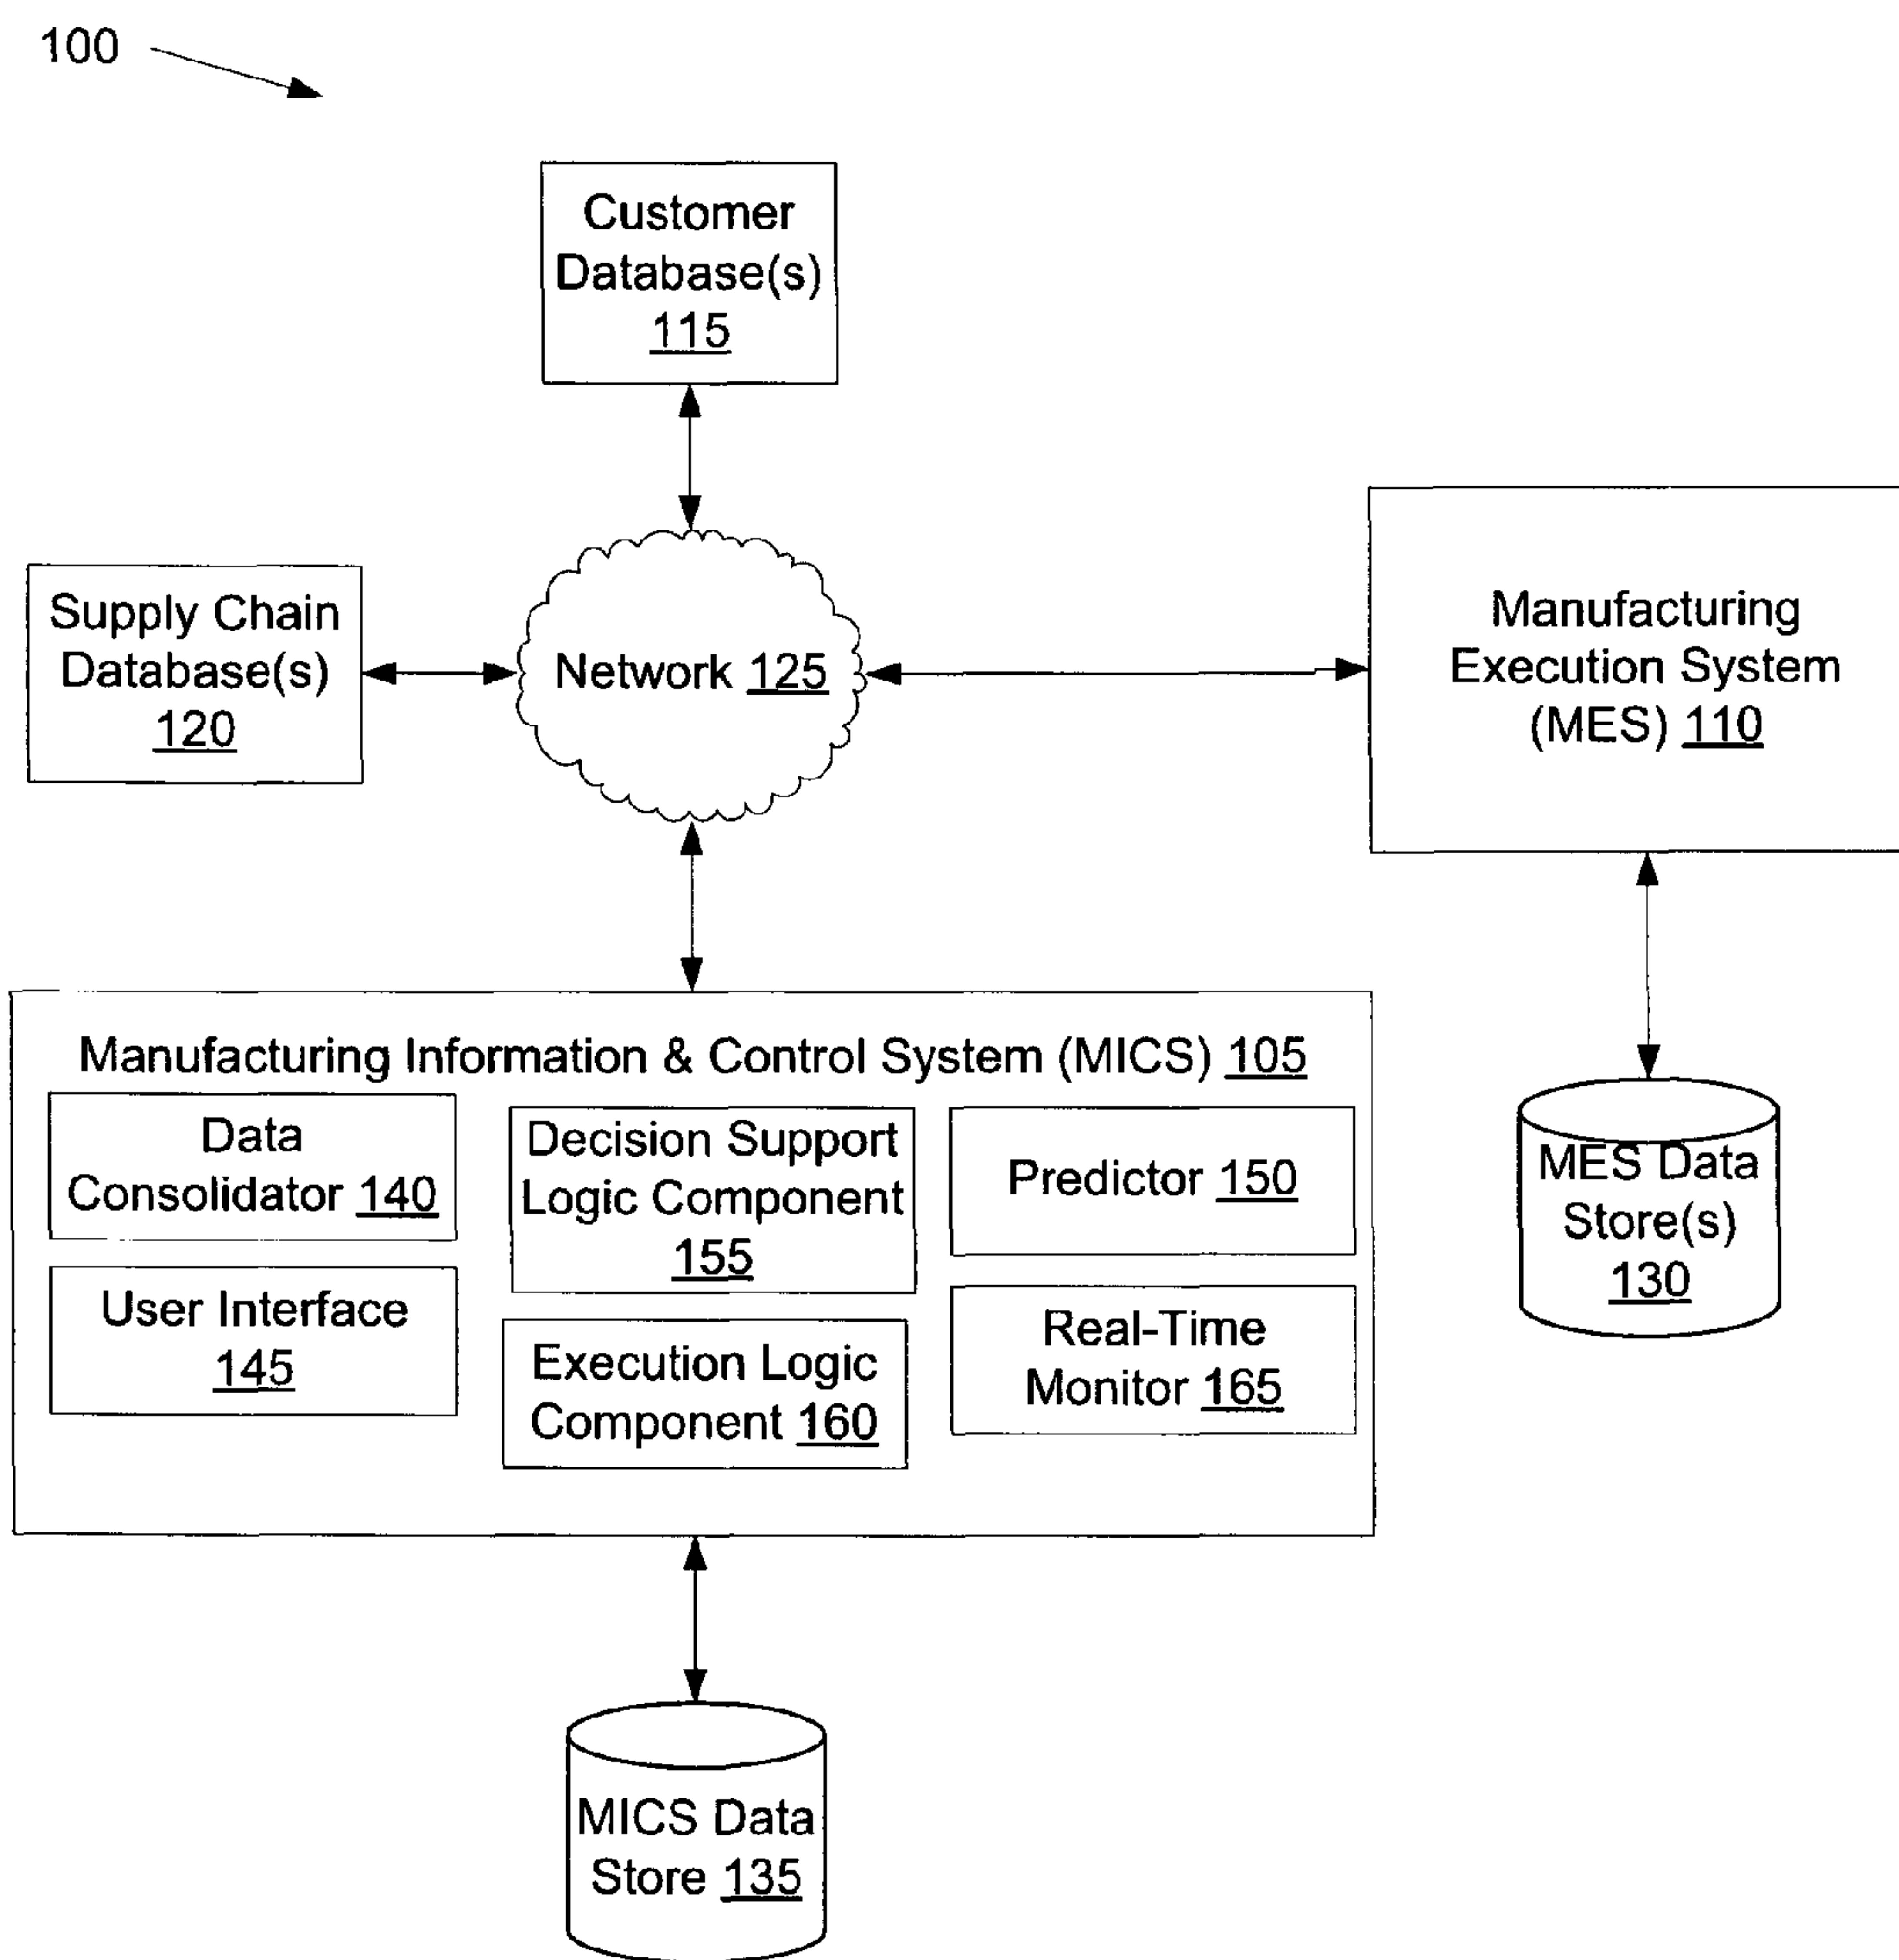 100
Customer
Database(s)
115
Supply Chain
Database(s)
120
Network 125
Manufacturing
Execution System
(MES) 110
Manufacturing Information & Control System (MICS) 105
Data
Consolidator 140
Decision Support
Logic Component
155
Predictor 150
User Interface
145
Execution Logic
Component 160
Real-Time
Monitor 165
MES Data
Store(s)
130
MICS Data
Store 135